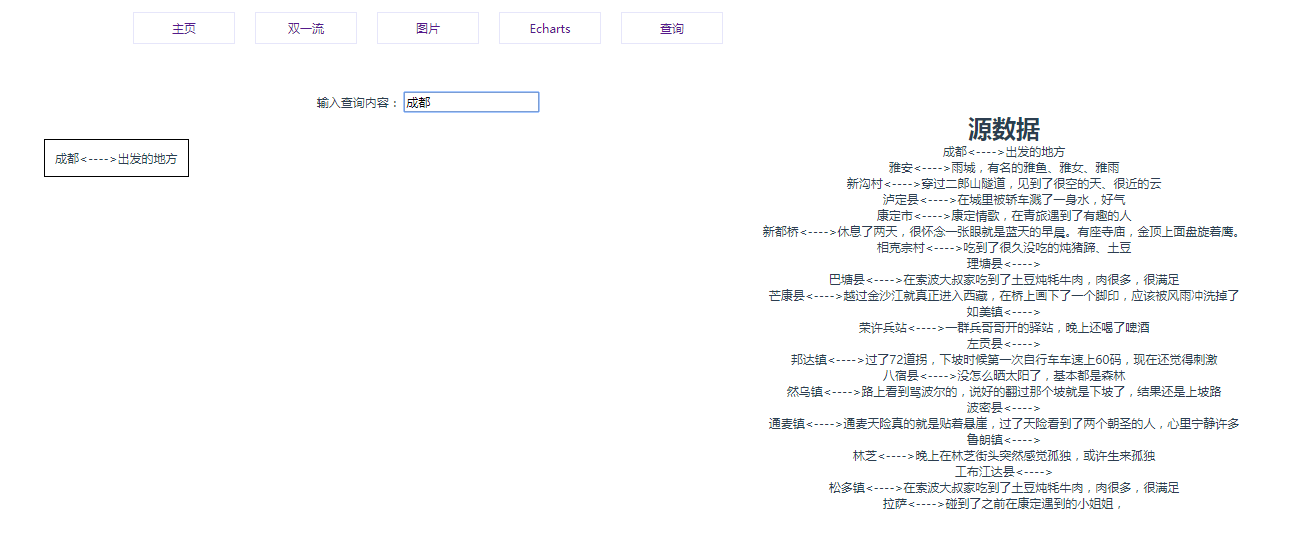 主页 双一流 图片 Echarts 查询
输入查询内容： 成都
成都<---->出发的地方
源数据
成都<---->出发的地方
雅安<---->雨城，有名的雅鱼、雅女、雅雨
新沟村<---->穿过二郎山隧道，见到了很空的天、很近的云
泸定县<---->在城里被轿车溅了一身水，好气
康定市<---->康定情歌，在青旅遇到了有趣的人
新都桥<---->休息了两天，很怀念一张眼就是蓝天的早晨。有座寺庙，金顶上面盘旋着鹰。
相克宗村<---->吃到了很久没吃的炖猪蹄、土豆
理塘县<---->
巴塘县<---->在索波大叔家吃到了土豆炖牦牛肉，肉很多，很满足
芒康县<---->越过金沙江就真正进入西藏，在桥上画下了一个脚印，应该被风雨冲洗掉了
如美镇<---->
荣许兵站<---->一群兵哥哥开的驿站，晚上还喝了啤酒
左贡县<---->
邦达镇<---->过了72道拐，下坡时候第一次自行车车速上60码，现在还觉得刺激
八宿县<---->没怎么晒太阳了，基本都是森林
然乌镇<---->路上看到驾波尔的，说好的翻过那个坡就是下坡了，结果还是上坡路
波密县<---->
通麦镇<---->通麦天险真的就是贴着悬崖，过了天险看到了两个朝圣的人，心里宁静许多
鲁朗镇<---->
林芝<---->晚上在林芝街头突然感觉孤独，或许生来孤独
工布江达县<---->
松多镇<---->在索波大叔家吃到了土豆炖牦牛肉，肉很多，很满足
拉萨<---->碰到了之前在康定遇到的小姐姐，